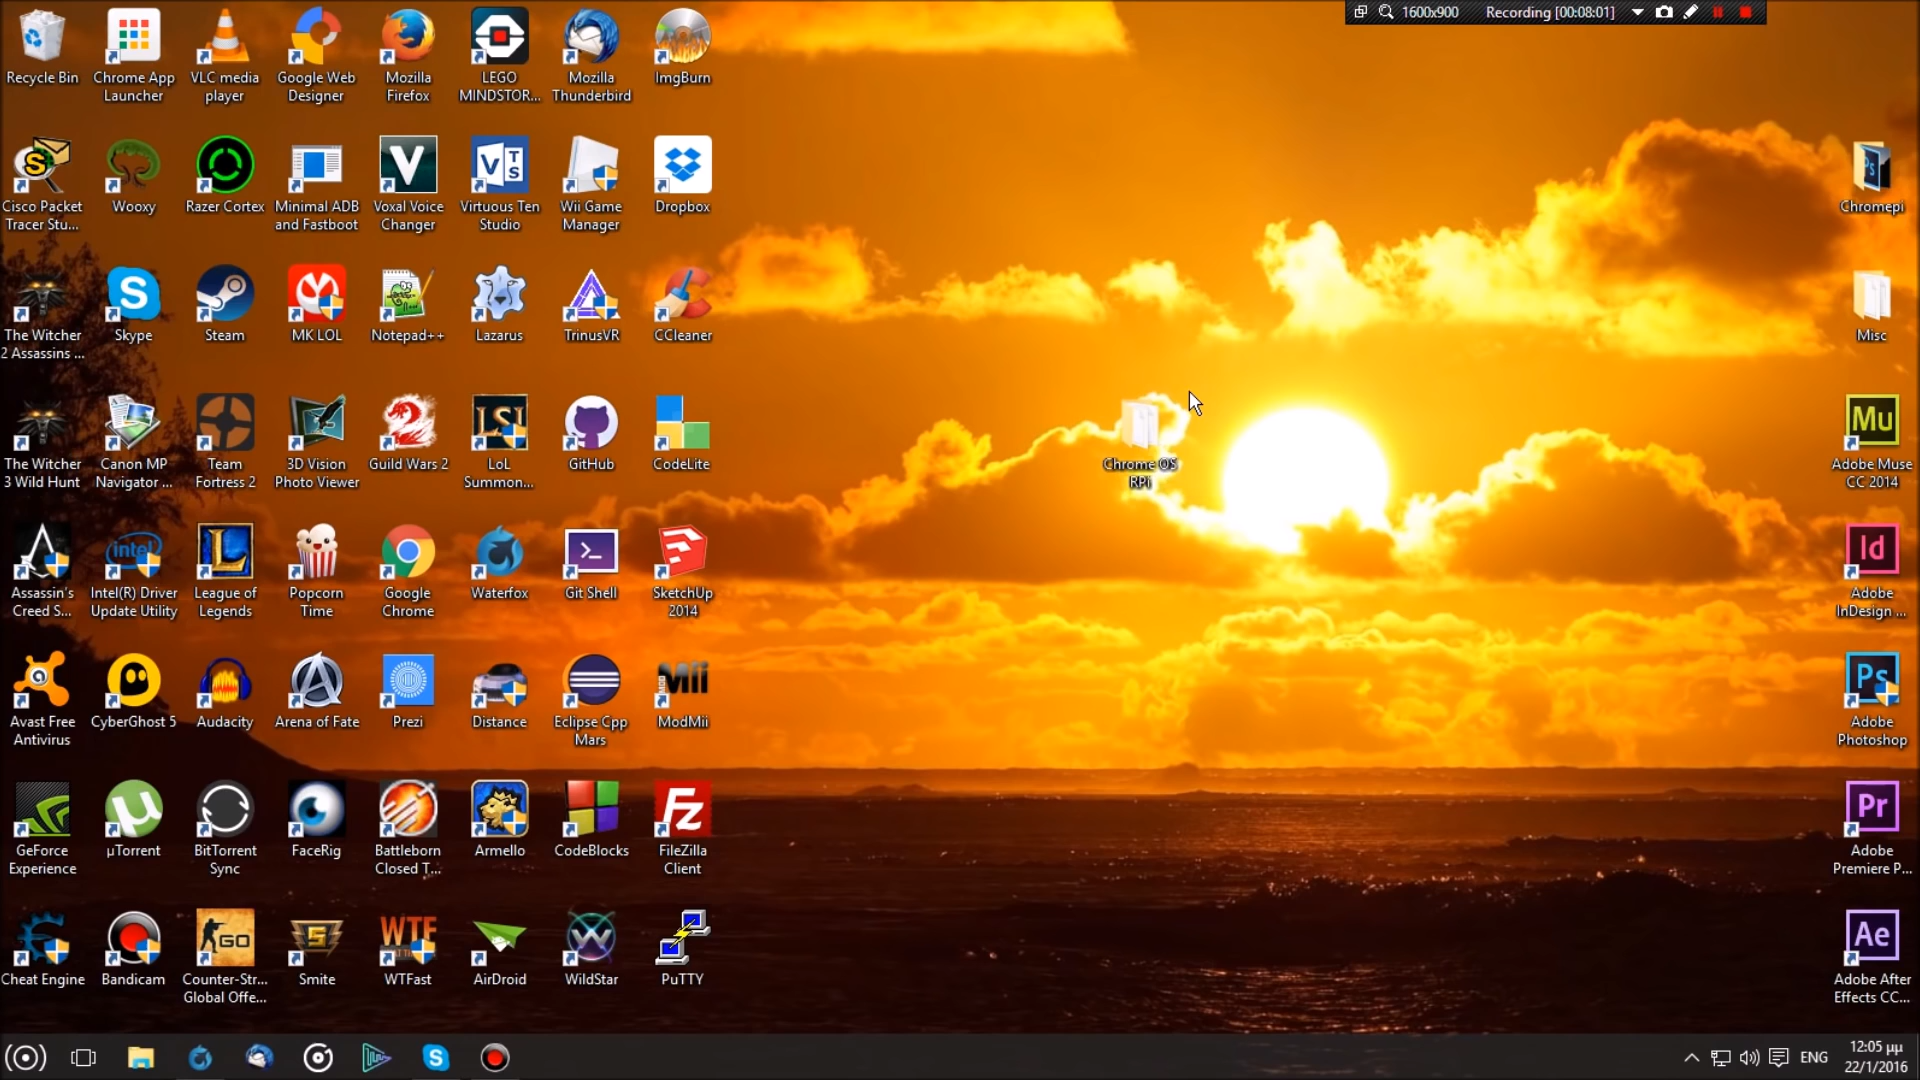 1600x900 Recording [00:08:01]
Recycle Bin
Chrome App
Launcher
VLC media
player
Google Web
Designer
Mozilla
Firefox
LEGO
MINDSTOR...
Mozilla
Thunderbird
ImgBurn
Cisco Packet
Tracer Stu...
Wooxy
Razer Cortex
Minimal ADB
and Fastboot
Voxal Voice
Changer
Virtuous Ten
Studio
Wii Game
Manager
Dropbox
Chromepi
The Witcher
2 Assassins ...
Skype
Steam
MK LOL
Notepad++
Lazarus
TrinusVR
CCleaner
Misc
The Witcher
3 Wild Hunt
Canon MP
Navigator ...
Team
Fortress 2
3D Vision
Photo Viewer
Guild Wars 2
LoL
Summon...
GitHub
CodeLite
Chrome OS
RPi
Adobe Muse
CC 2014
Assassin's
Creed S...
Intel(R) Driver
Update Utility
League of
Legends
Popcorn
Time
Google
Chrome
Waterfox
Git Shell
SketchUp
2014
Adobe
InDesign ...
Avast Free
Antivirus
CyberGhost 5
Audacity
Arena of Fate
Prezi
Distance
Eclipse Cpp
Mars
ModMii
Adobe
Photoshop
GeForce
Experience
µTorrent
BitTorrent
Sync
FaceRig
Battleborn
Closed T...
Armello
CodeBlocks
FileZilla
Client
Adobe
Premiere P...
Cheat Engine
Bandicam
Counter-Str...
Global Offe...
Smite
WTFast
AirDroid
WildStar
PuTTY
Adobe After
Effects CC...
ENG
12:05 μμ
22/1/2016